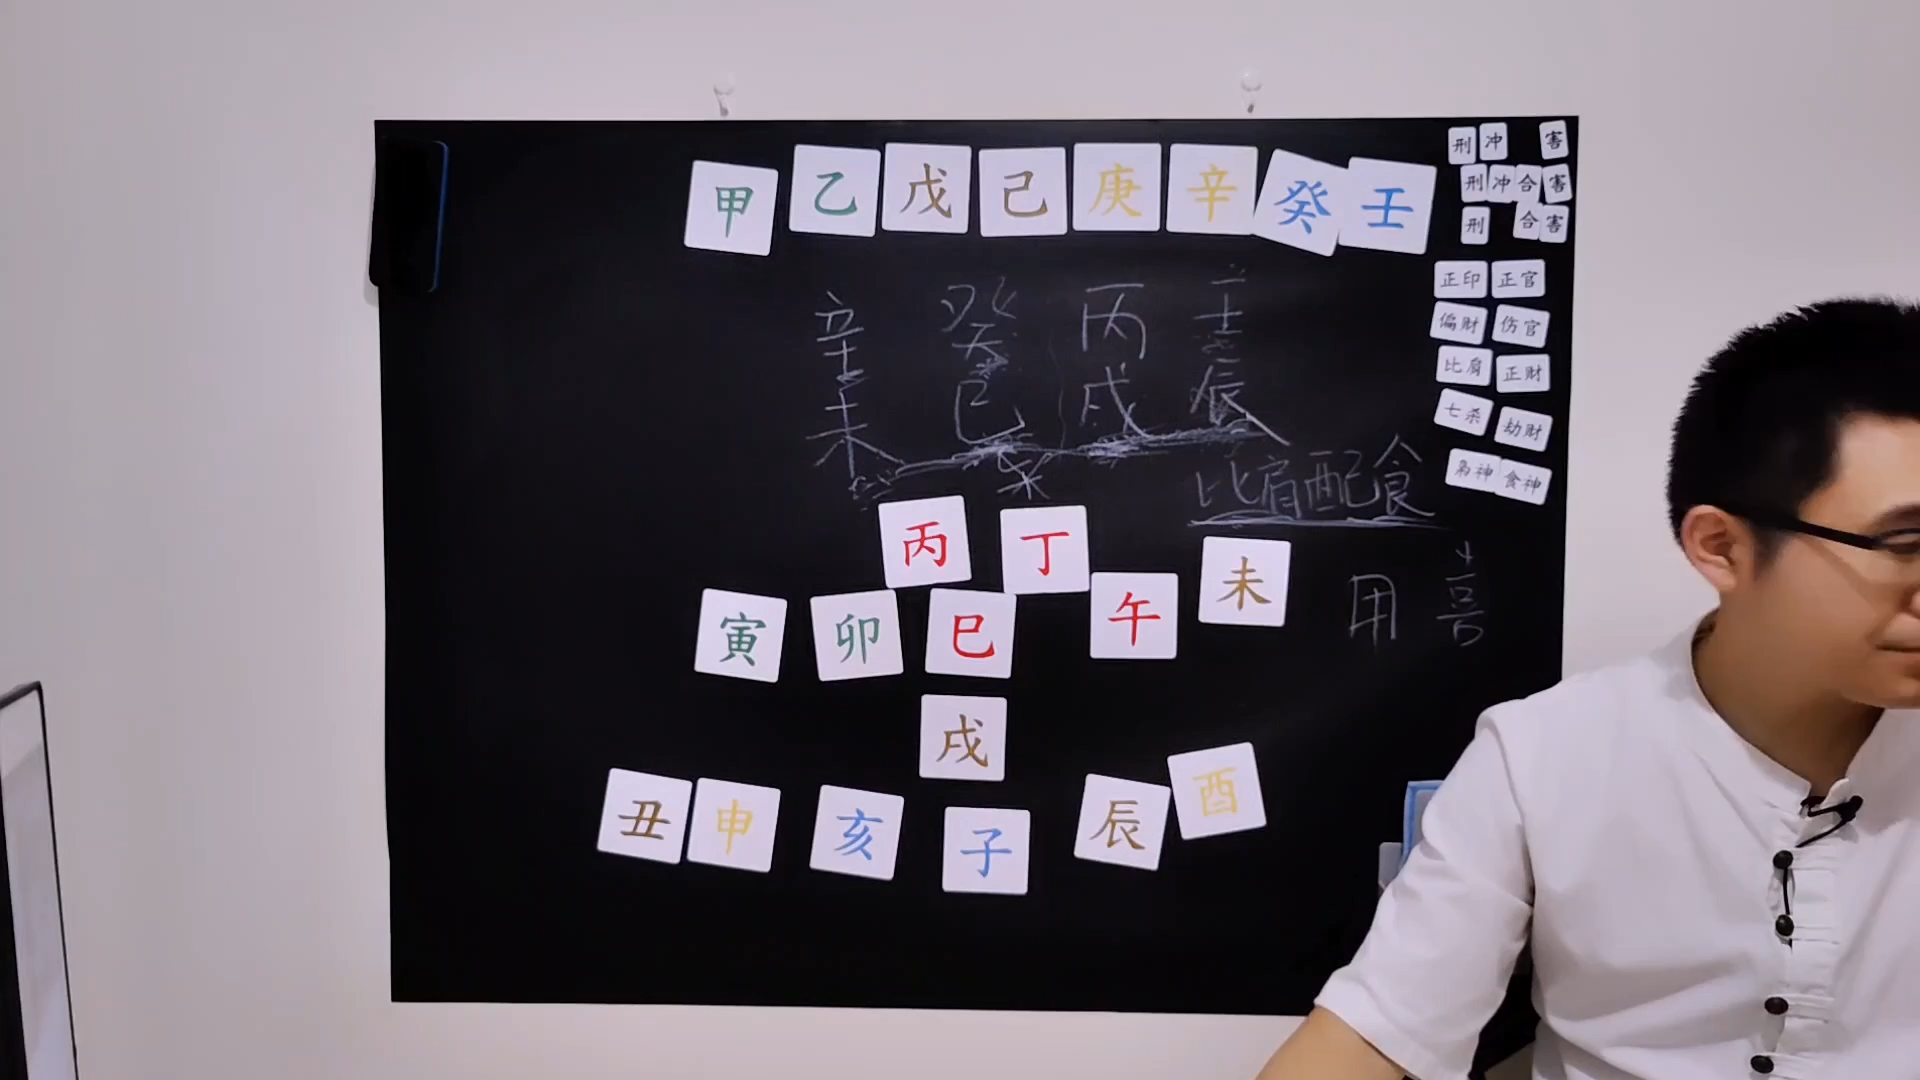 甲 乙 戊 己 庚 辛 癸 壬
刑 冲 害
刑 冲 合 害
刑 合 害
正印 正官
偏财 伤官
比肩 正财
七杀 劫财
枭神 食神
辛 癸 丙 壬
未 巳 戌 辰
比肩配食
丙 丁
寅 卯 巳 午 未
用 喜
戌
丑 申 亥 子 辰 酉